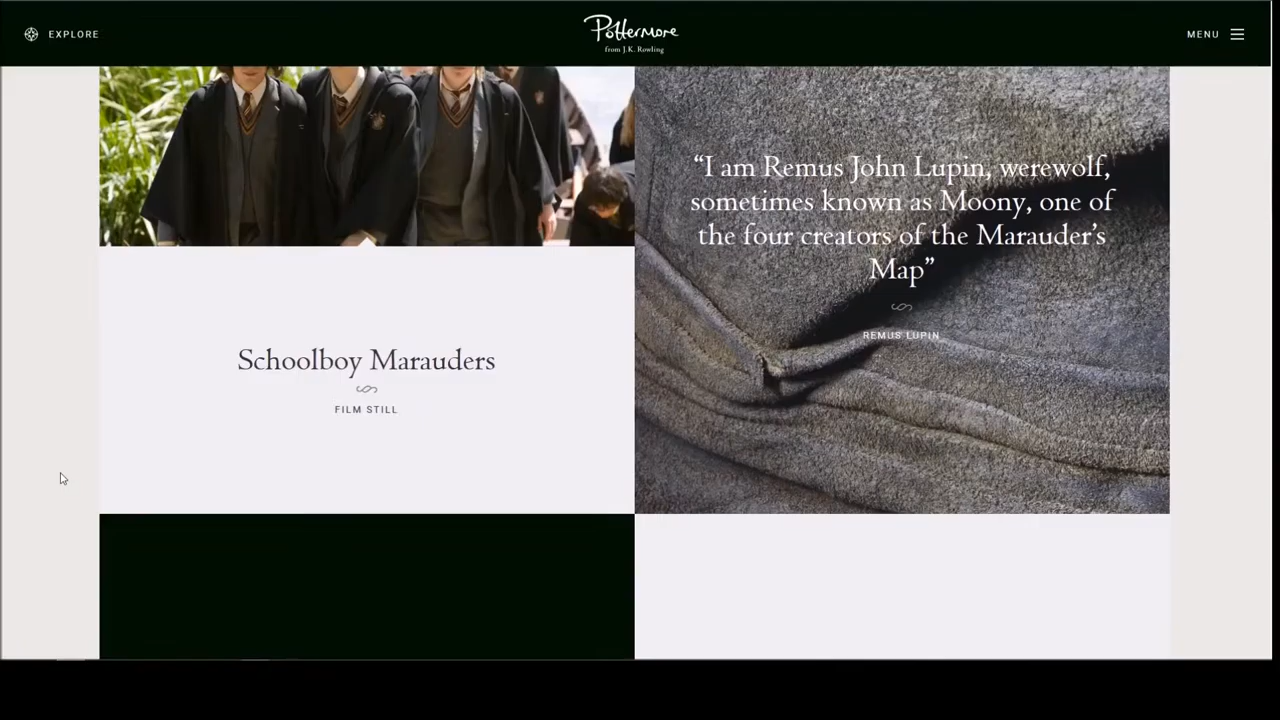 EXPLORE
Pottermore
from J.K. Rowling
MENU
“I am Remus John Lupin, werewolf,
sometimes known as Moony, one of
the four creators of the Marauder’s
Map”
REMUS LUPIN
Schoolboy Marauders
FILM STILL